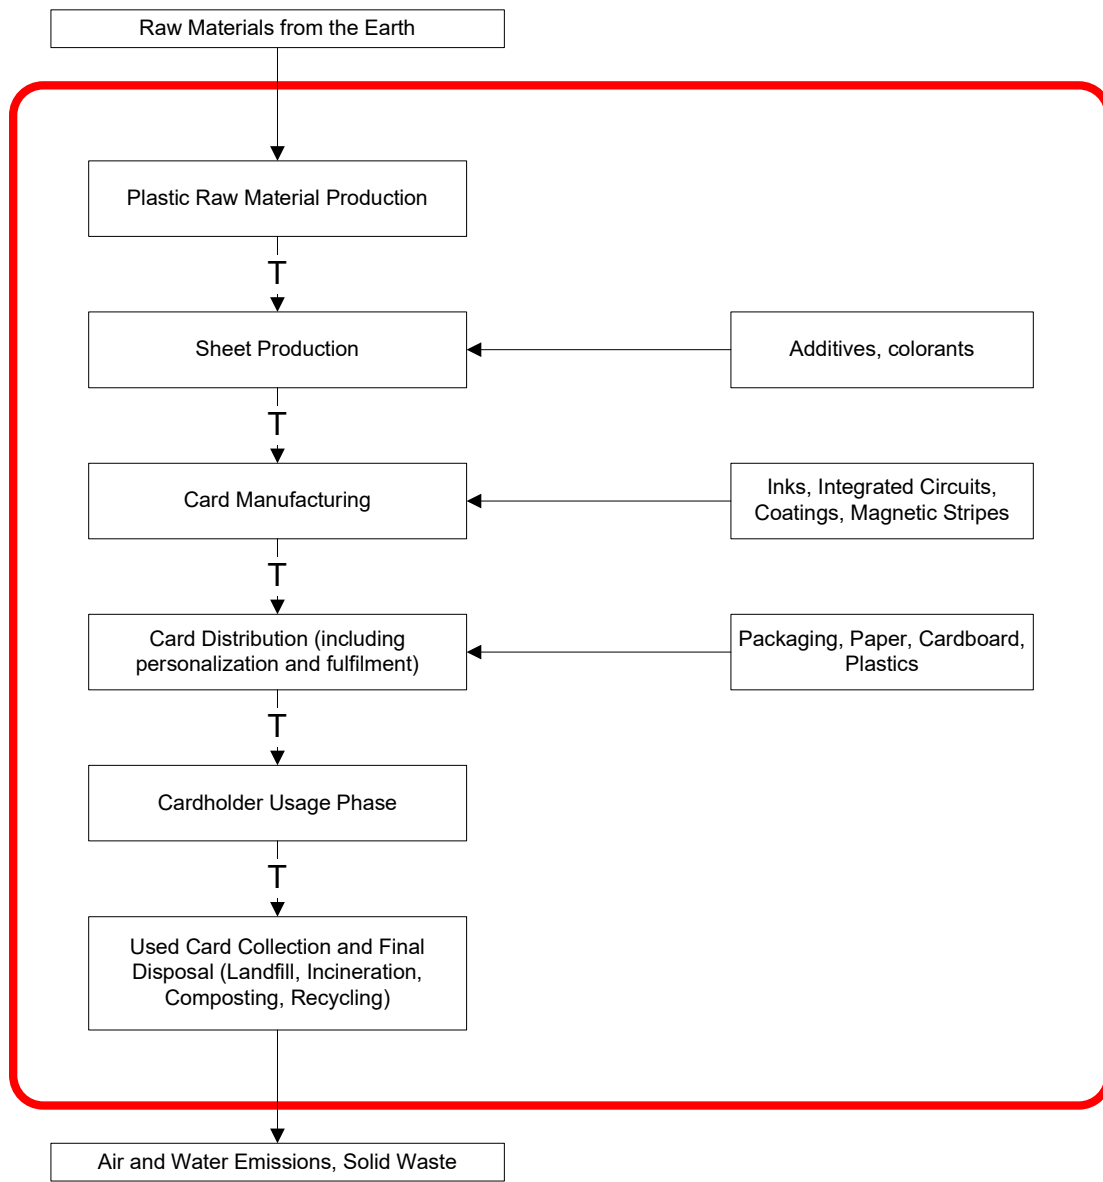 Raw Materials from the Earth
Plastic Raw Material Production
T
Sheet Production
Additives, colorants
T
Card Manufacturing
Inks, Integrated Circuits,
Coatings, Magnetic Stripes
T
Card Distribution (including
personalization and fulfilment)
Packaging, Paper, Cardboard,
Plastics
T
Cardholder Usage Phase
T
Used Card Collection and Final
Disposal (Landfill, Incineration,
Composting, Recycling)
Air and Water Emissions, Solid Waste